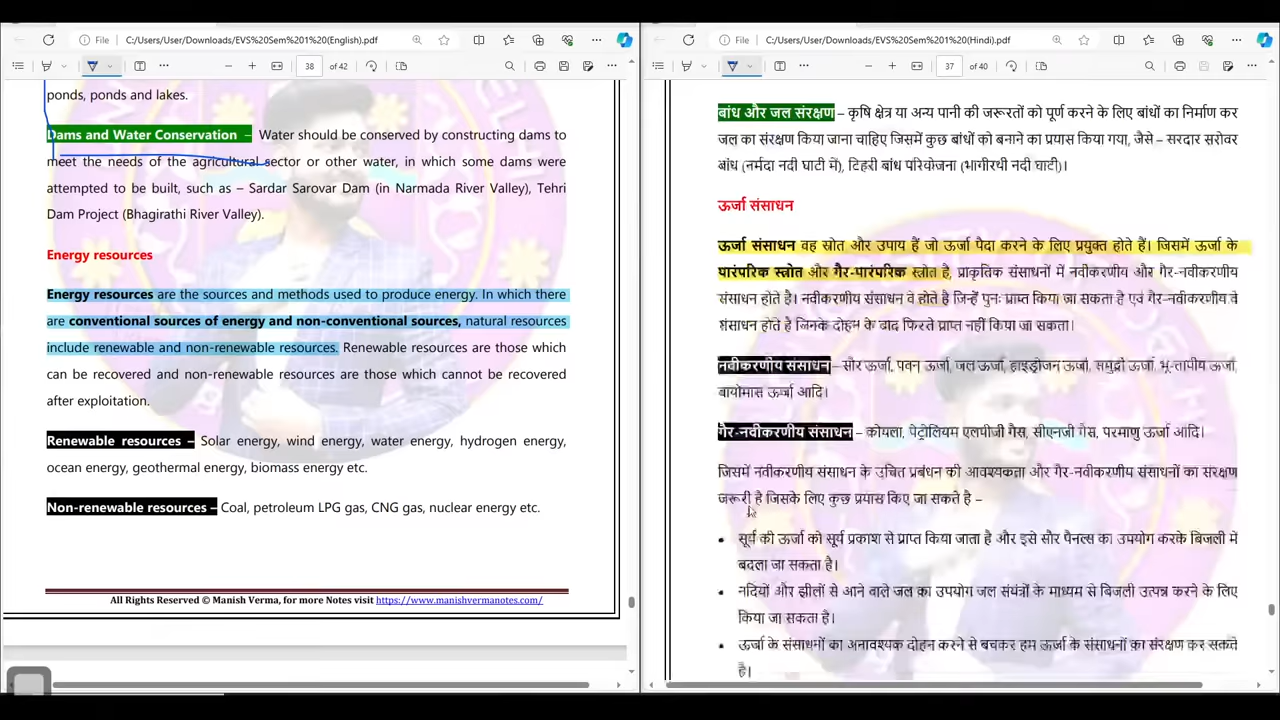 File C:/Users/User/Downloads/EVS%20Sem%201%20(English).pdf
38 of 42
ponds, ponds and lakes.
Dams and Water Conservation – Water should be conserved by constructing dams to
meet the needs of the agricultural sector or other water, in which some dams were
attempted to be built, such as – Sardar Sarovar Dam (in Narmada River Valley), Tehri
Dam Project (Bhagirathi River Valley).
Energy resources
Energy resources are the sources and methods used to produce energy. In which there
are conventional sources of energy and non-conventional sources, natural resources
include renewable and non-renewable resources. Renewable resources are those which
can be recovered and non-renewable resources are those which cannot be recovered
after exploitation.
Renewable resources – Solar energy, wind energy, water energy, hydrogen energy,
ocean energy, geothermal energy, biomass energy etc.
Non-renewable resources – Coal, petroleum LPG gas, CNG gas, nuclear energy etc.
All Rights Reserved © Manish Verma, for more Notes visit https://www.manishvermanotes.com/
File C:/Users/User/Downloads/EVS%20Sem%201%20(Hindi).pdf
37 of 40
बांध और जल संरक्षण – कृषि क्षेत्र या अन्य पानी की जरूरतों को पूर्ण करने के लिए बांधों का निर्माण कर
जल का संरक्षण किया जाना चाहिए जिसमें कुछ बांधों को बनाने का प्रयास किया गया, जैसे – सरदार सरोवर
बांध (नर्मदा नदी घाटी में), टिहरी बांध परियोजना (भागीरथी नदी घाटी)।
ऊर्जा संसाधन
ऊर्जा संसाधन वह स्रोत और उपाय हैं जो ऊर्जा पैदा करने के लिए प्रयुक्त होते हैं। जिसमें ऊर्जा के
पारंपरिक स्त्रोत और गैर-पारंपरिक स्त्रोत है, प्राकृतिक संसाधनों में नवीकरणीय और गैर-नवीकरणीय
संसाधन होते है। नवीकरणीय संसाधन वे होते है जिन्हें पुनः प्राप्त किया जा सकता है एवं गैर-नवीकरणीय वे
संसाधन होते है जिनके दोहन के बाद फिरसे प्राप्त नहीं किया जा सकता।
नवीकरणीय संसाधन – सौर ऊर्जा, पवन ऊर्जा, जल ऊर्जा, हाइड्रोजन ऊर्जा, समुद्री ऊर्जा, भू-तापीय ऊर्जा,
बायोमास ऊर्जा आदि।
गैर-नवीकरणीय संसाधन – कोयला, पेट्रोलियम एलपीजी गैस, सीएनजी गैस, परमाणु ऊर्जा आदि।
जिसमें नवीकरणीय संसाधन के उचित प्रबंधन की आवश्यकता और गैर-नवीकरणीय संसाधनों का संरक्षण
जरूरी है जिसके लिए कुछ प्रयास किए जा सकते है –
• सूर्य की ऊर्जा को सूर्य प्रकाश से प्राप्त किया जाता है और इसे सौर पैनल्स का उपयोग करके बिजली में
बदला जा सकता है।
• नदियों और झीलों से आने वाले जल का उपयोग जल संयंत्रों के माध्यम से बिजली उत्पन्न करने के लिए
किया जा सकता है।
• ऊर्जा के संसाधनों का अनावश्यक दोहन करने से बचकर हम ऊर्जा के संसाधनों का संरक्षण कर सकते
है।